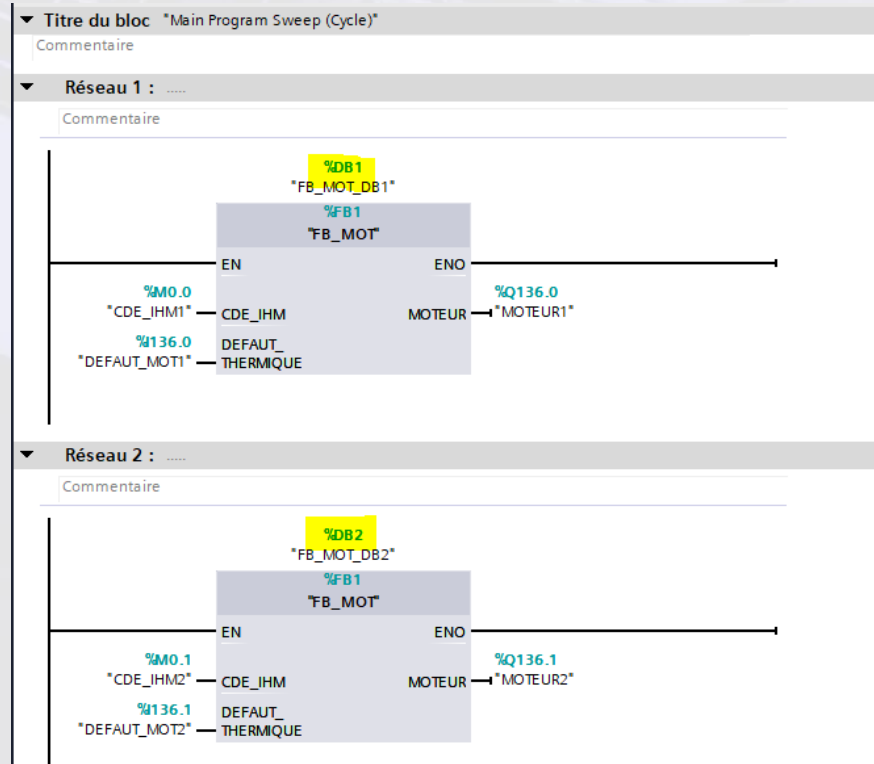 Titre du bloc "Main Program Sweep (Cycle)"
Commentaire
Réseau 1 : .....
Commentaire
%DB1
"FB_MOT_DB1"
%FB1
"FB_MOT"
EN ENO
%M0.0 %Q136.0
"CDE_IHM1" CDE_IHM MOTEUR "MOTEUR1"
%I136.0 DEFAUT_
"DEFAUT_MOT1" THERMIQUE
Réseau 2 : .....
Commentaire
%DB2
"FB_MOT_DB2"
%FB1
"FB_MOT"
EN ENO
%M0.1 %Q136.1
"CDE_IHM2" CDE_IHM MOTEUR "MOTEUR2"
%I136.1 DEFAUT_
"DEFAUT_MOT2" THERMIQUE